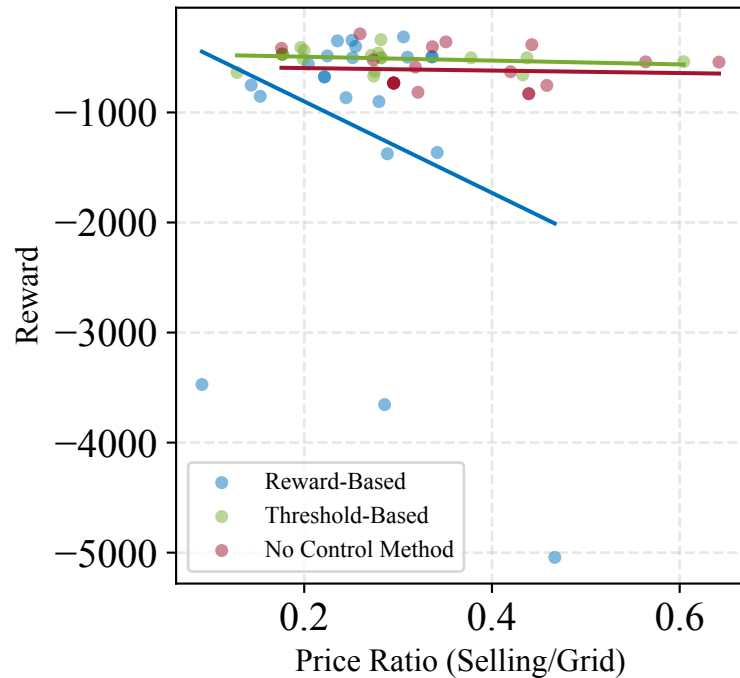 −1000
−2000
−3000
−4000
−5000
Reward
Reward-Based
Threshold-Based
No Control Method
0.2
0.4
0.6
Price Ratio (Selling/Grid)